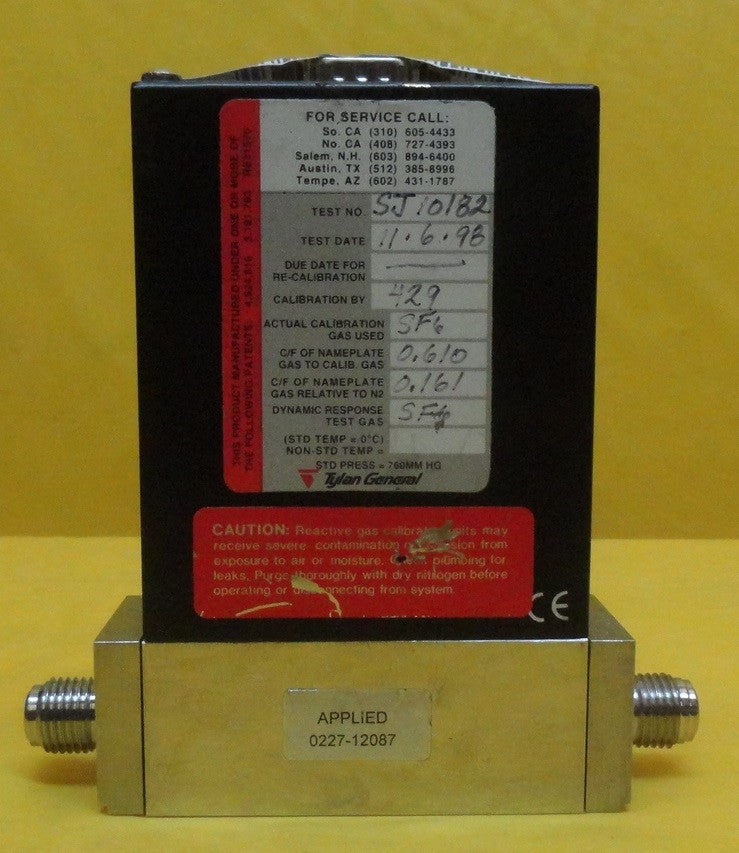 FOR SERVICE CALL:
So. CA (310) 605-4433
No. CA (408) 727-4393
Salem, N.H. (603) 894-6400
Austin, TX (512) 385-8996
Tempe, AZ (602) 431-1787
THIS PRODUCT MANUFACTURED UNDER ONE OR MORE OF
THE FOLLOWING PATENTS
TEST NO. SJ10182
TEST DATE 11.6.98
DUE DATE FOR
RE-CALIBRATION
CALIBRATION BY 429
ACTUAL CALIBRATION
GAS USED SF6
C/F OF NAMEPLATE
GAS TO CALIB. GAS 0.610
C/F OF NAMEPLATE
GAS RELATIVE TO N2 0.161
DYNAMIC RESPONSE
TEST GAS SF6
(STD TEMP = 0°C)
NON-STD TEMP =
STD PRESS = 760MM HG
Tylan General
CAUTION: Reactive gas may
receive severe contamination from
exposure to air or moisture. plumbing for
leaks. Purge thoroughly with dry nitrogen before
operating or disconnecting from system.
CE
APPLIED
0227-12087